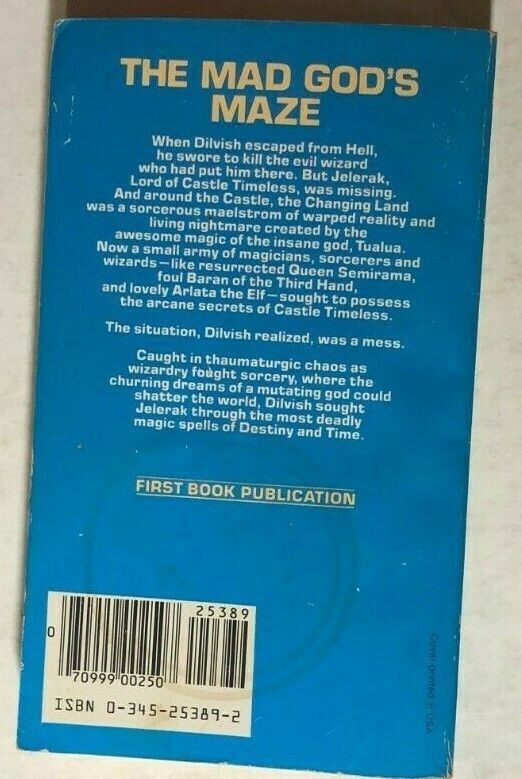 THE MAD GOD'S
MAZE
When Dilvish escaped from Hell,
he swore to kill the evil wizard
who had put him there. But Jelerak,
Lord of Castle Timeless, was missing.
And around the Castle, the Changing Land
was a sorcerous maelstrom of warped reality and
living nightmare created by the
awesome magic of the insane god, Tualua.
Now a small army of magicians, sorcerers and
wizards—like resurrected Queen Semirama,
foul Baran of the Third Hand,
and lovely Arlata the Elf—sought to possess
the arcane secrets of Castle Timeless.
The situation, Dilvish realized, was a mess.
Caught in thaumaturgic chaos as
wizardry fought sorcery, where the
churning dreams of a mutating god could
shatter the world, Dilvish sought
Jelerak through the most deadly
magic spells of Destiny and Time.
FIRST BOOK PUBLICATION
25389
0
70999 00250
ISBN 0-345-25389-2
Cover printed in USA